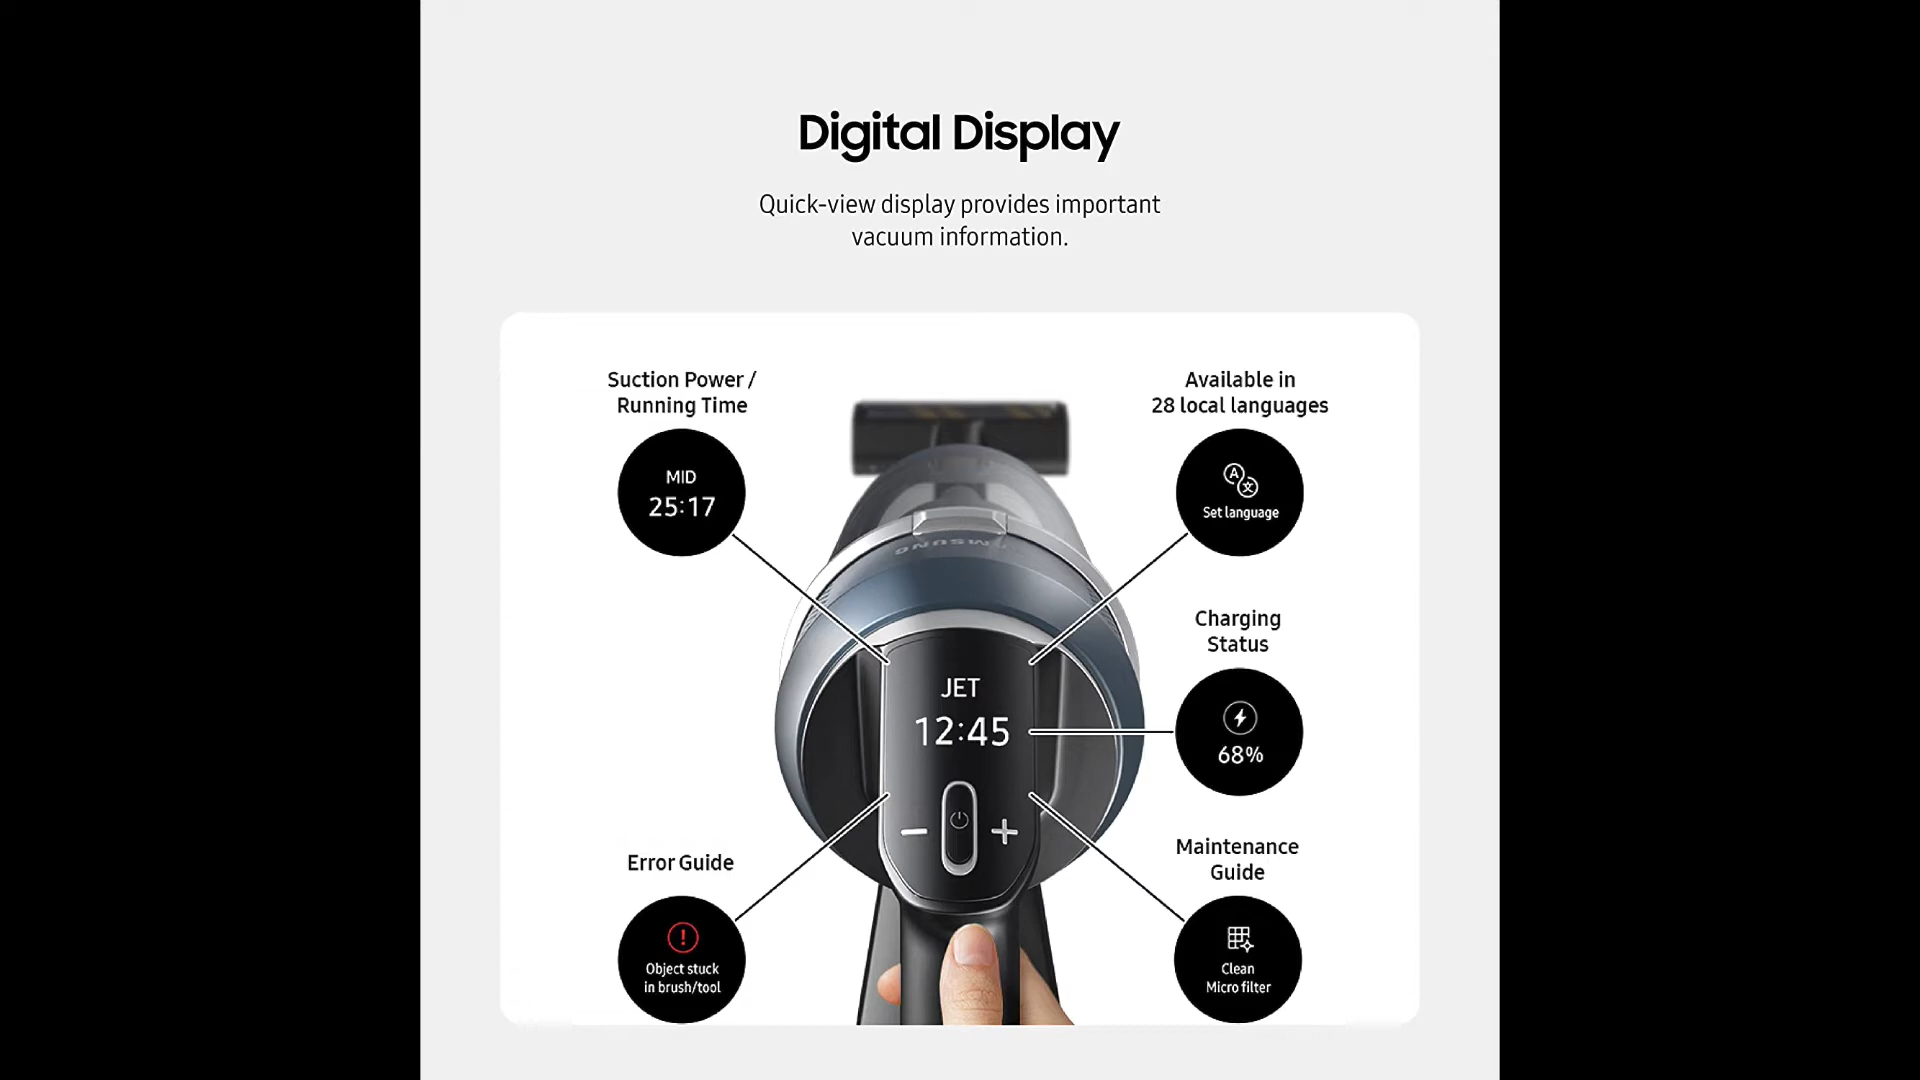 Digital Display
Quick-view display provides important
vacuum information.
Suction Power /
Running Time
MID
25:17
Available in
28 local languages
A
文
Set language
SAMSUNG
Charging
Status
68%
JET
12:45
Error Guide
Object stuck
in brush/tool
Maintenance
Guide
Clean
Micro filter